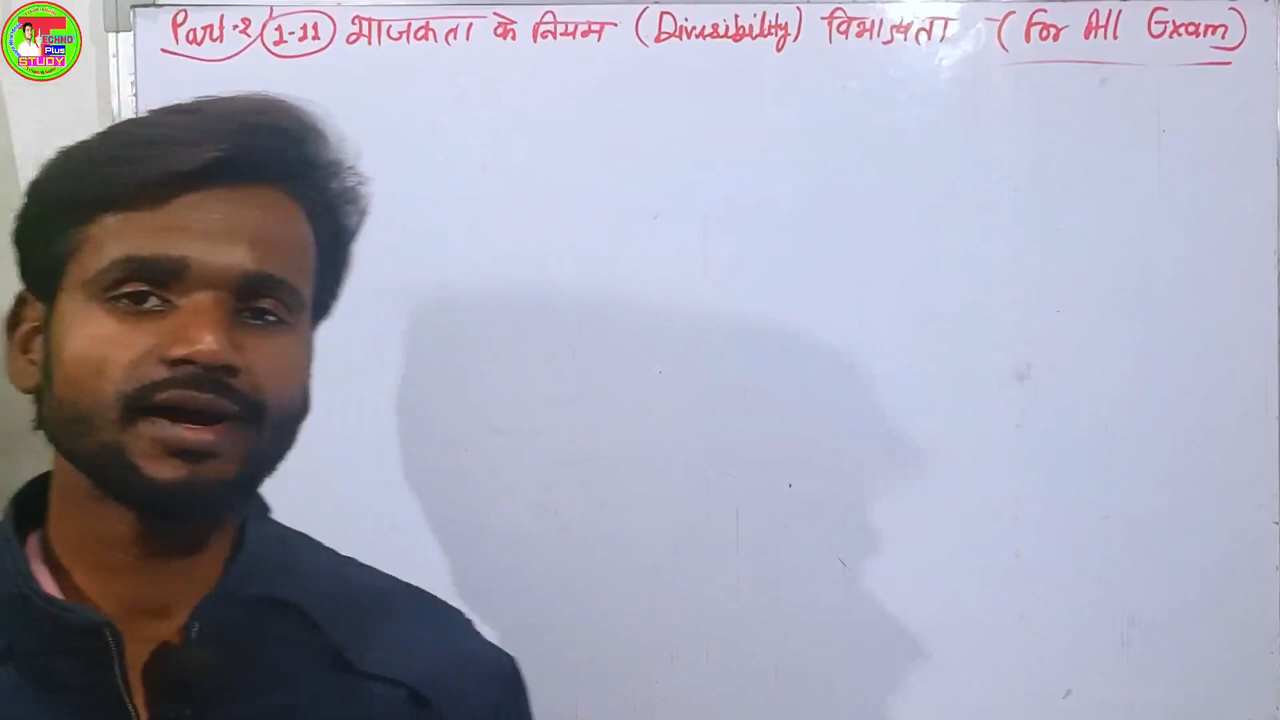 Part-2 (1-11) भाजकता के नियम (Divisibility) विभाज्यता - (For All Exam)
TECHNO
Plus
STUDY